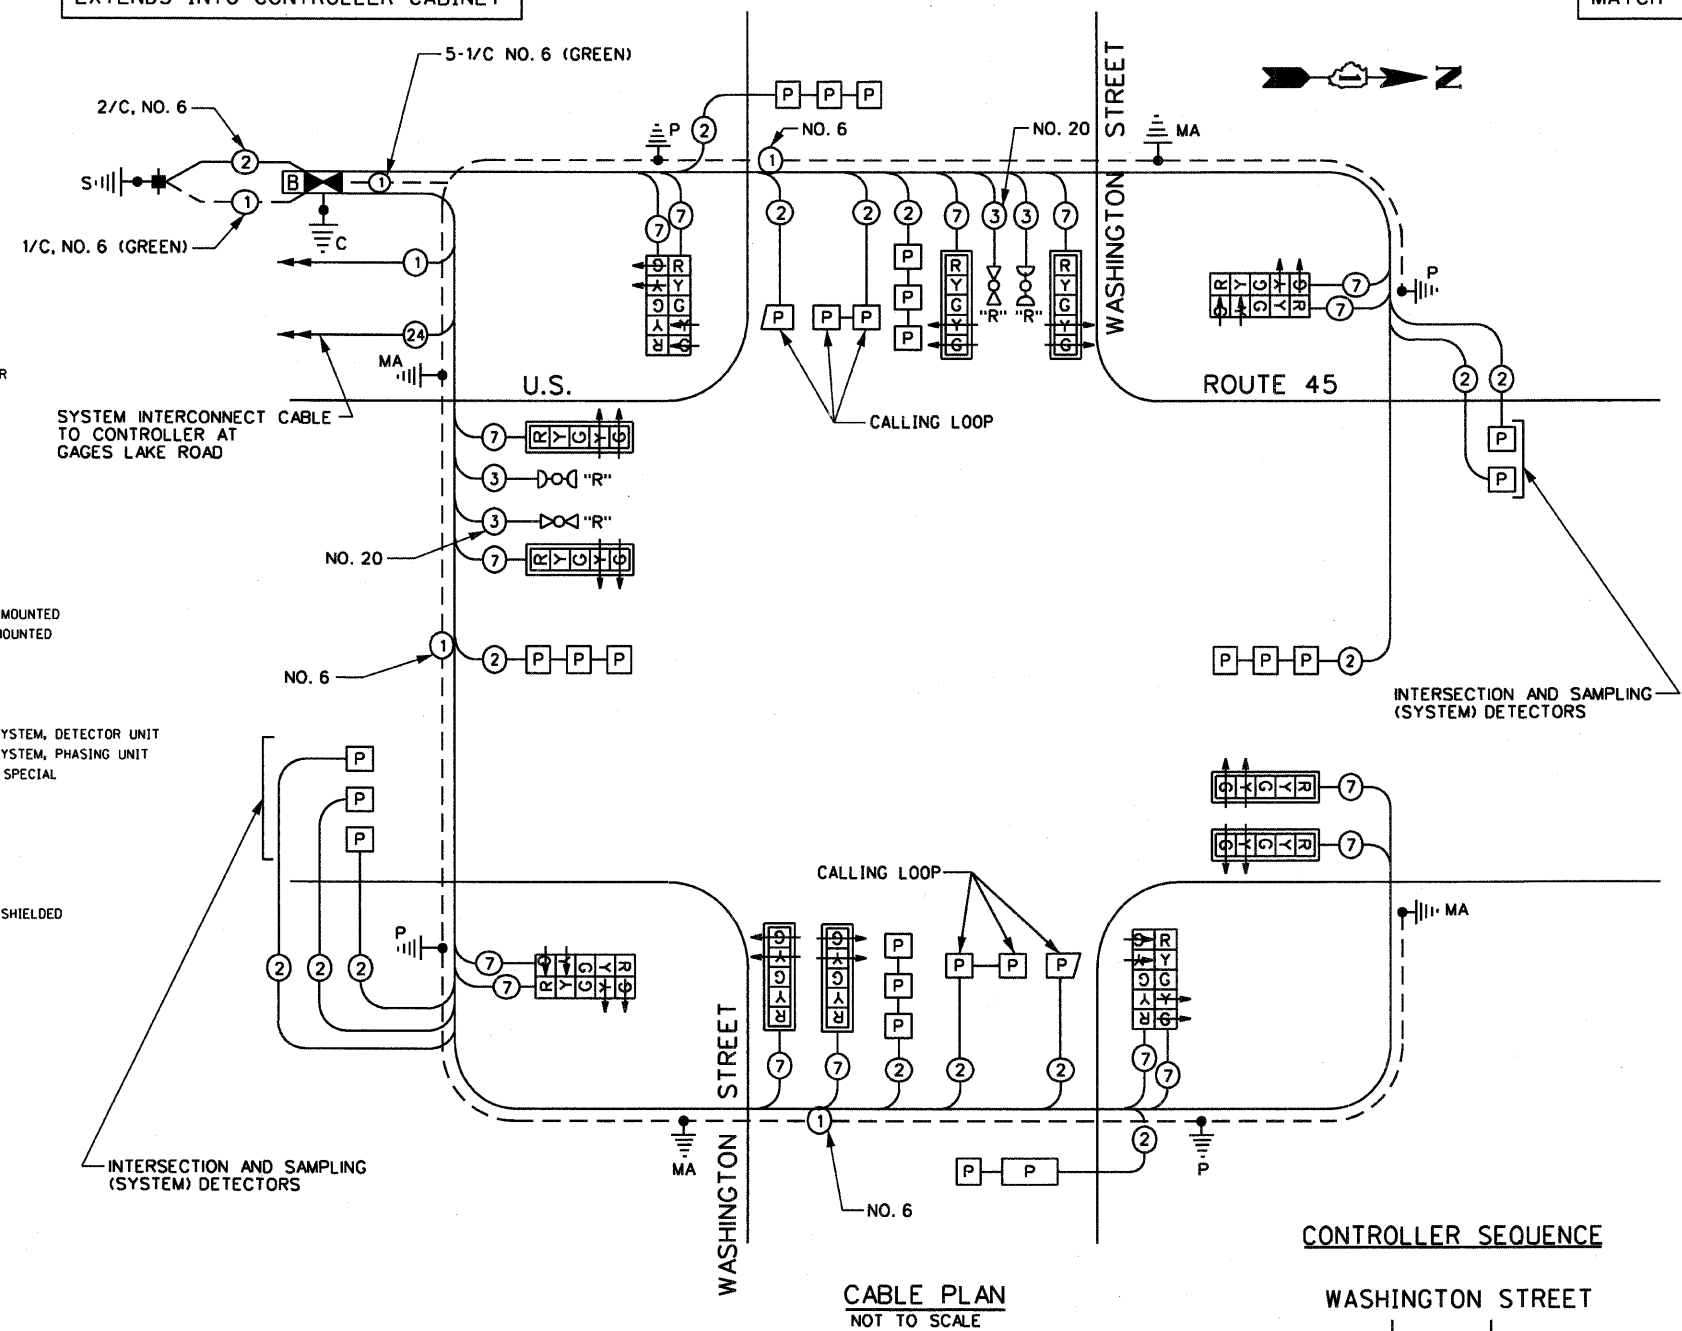 EXTENDS INTO CONTROLLER CABINET
MATCH
5-1/C NO. 6 (GREEN)
2/C, NO. 6
P P P
2
P
NO. 6
NO. 20
WASHINGTON STREET
MA
N
S
2
B
1
1
1
1/C, NO. 6 (GREEN)
C
1
24
MA
SYSTEM INTERCONNECT CABLE
TO CONTROLLER AT
GAGES LAKE ROAD
R
7 7
2 2 2 7 3 3 7
G R
Y Y
G G
Y Y
R G
P
P P
P
P
P
R
Y
G
Y
G
"R" "R"
R
Y
G
Y
G
CALLING LOOP
U.S.
ROUTE 45
R Y G Y G
G Y G Y R
7
7
P
2 2
P
P
INTERSECTION AND SAMPLING
(SYSTEM) DETECTORS
7 R Y G Y G
3 "R"
3 "R"
NO. 20
7 R Y G Y G
1
2 P P P
NO. 6
P P P 2
MOUNTED
MOUNTED
YSTEM, DETECTOR UNIT
YSTEM, PHASING UNIT
SPECIAL
P
P
P
SHIELDED
G Y G Y R 7
G Y G Y R 7
CALLING LOOP
MA
P
2 2 2
7
7
G Y G Y R
R Y G Y G
G
Y
G
Y
R
G
Y
G
Y
R
P
P
P
P P
P
G R
Y Y
G G
Y Y
R G
7 7 2 2 2 7 7
WASHINGTON STREET
1
MA
2
P
P P
NO. 6
INTERSECTION AND SAMPLING
(SYSTEM) DETECTORS
CABLE PLAN
NOT TO SCALE
CONTROLLER SEQUENCE
WASHINGTON STREET